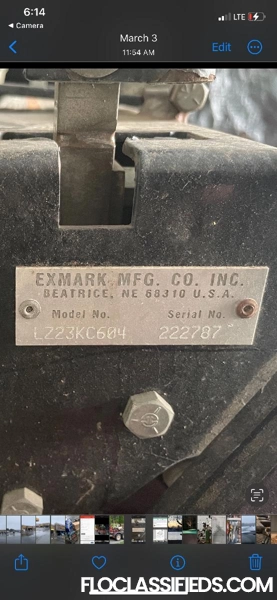 6:14
LTE
◀ Camera
March 3
11:54 AM
Edit
EXMARK MFG. CO. INC.
BEATRICE, NE 68310 U.S.A.
Model No. Serial No.
LZ23KC604 222787
FLOCLASSIFIEDS.COM